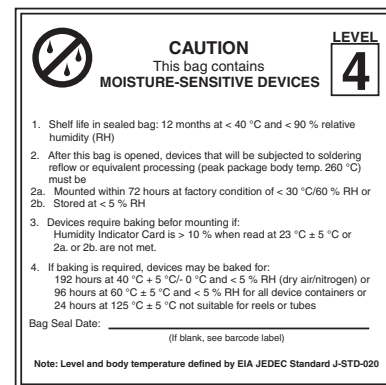 CAUTION
This bag contains
MOISTURE-SENSITIVE DEVICES
LEVEL
4
1. Shelf life in sealed bag: 12 months at < 40 °C and < 90 % relative
humidity (RH)
2. After this bag is opened, devices that will be subjected to soldering
reflow or equivalent processing (peak package body temp. 260 °C)
must be
2a. Mounted within 72 hours at factory condition of < 30 °C/60 % RH or
2b. Stored at < 5 % RH
3. Devices require baking befor mounting if:
Humidity Indicator Card is > 10 % when read at 23 °C ± 5 °C or
2a. or 2b. are not met.
4. If baking is required, devices may be baked for:
192 hours at 40 °C + 5 °C/- 0 °C and < 5 % RH (dry air/nitrogen) or
96 hours at 60 °C ± 5 °C and < 5 % RH for all device containers or
24 hours at 125 °C ± 5 °C not suitable for reels or tubes
Bag Seal Date:
(If blank, see barcode label)
Note: Level and body temperature defined by EIA JEDEC Standard J-STD-020